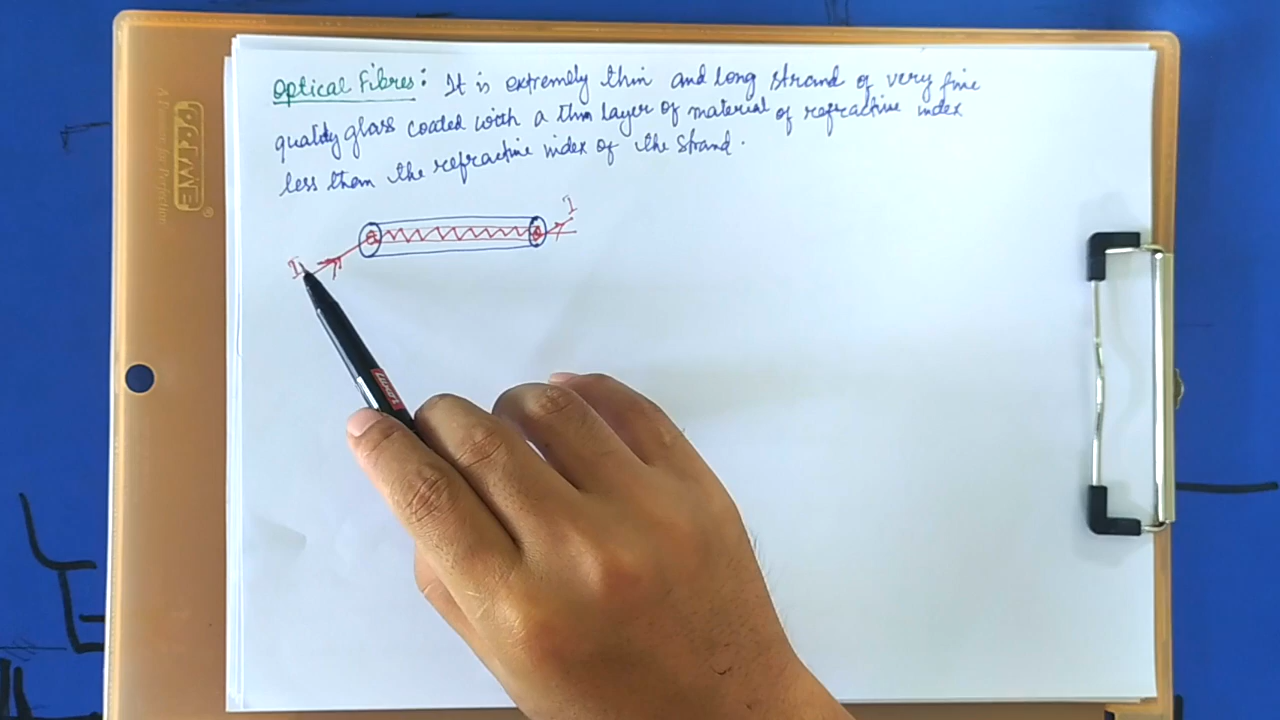 Optical Fibres: It is extremely thin and long strand of very fine
quality glass coated with a thin layer of material of refractive index
less than the refractive index of the strand.
I
I